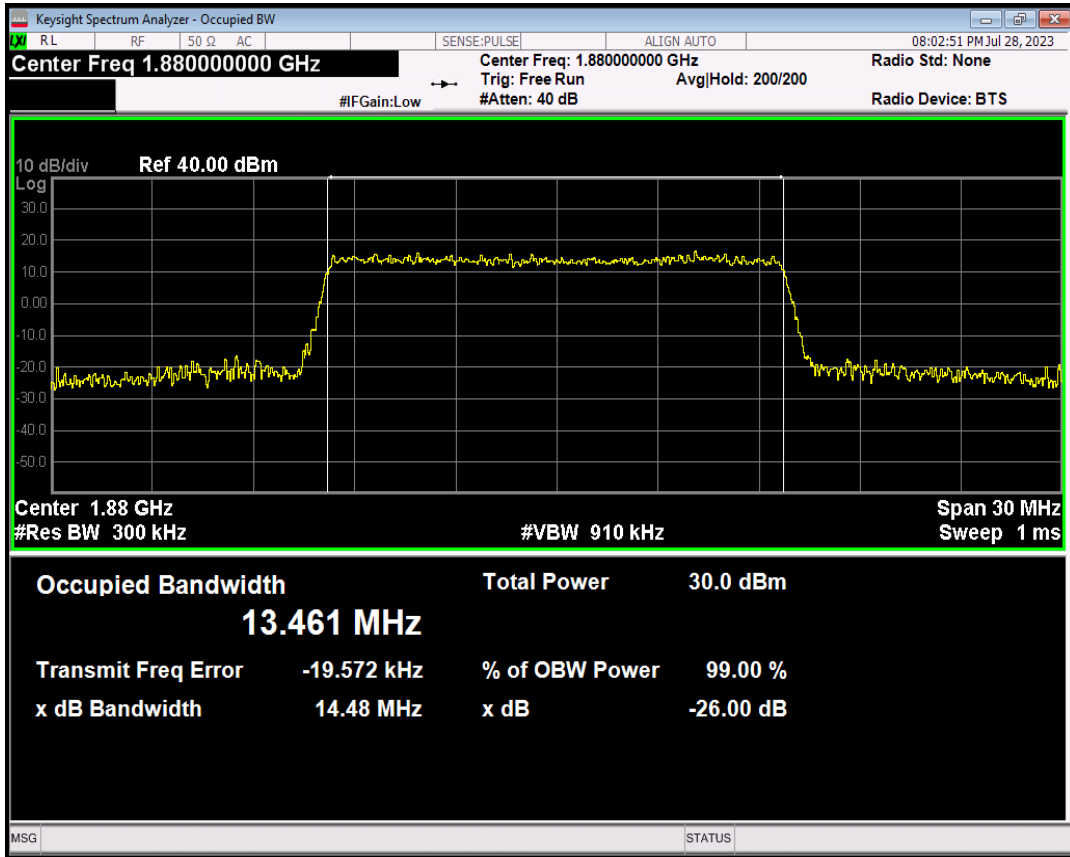 Keysight Spectrum Analyzer - Occupied BW
LXI RL RF 50 Ω AC SENSE:PULSE ALIGN AUTO 08:02:51 PM Jul 28, 2023
Center Freq 1.880000000 GHz Center Freq: 1.880000000 GHz Radio Std: None
Trig: Free Run Avg|Hold: 200/200
#IFGain:Low #Atten: 40 dB Radio Device: BTS
10 dB/div Ref 40.00 dBm
Log
30.0
20.0
10.0
0.00
-10.0
-20.0
-30.0
-40.0
-50.0
Center 1.88 GHz Span 30 MHz
#Res BW 300 kHz #VBW 910 kHz Sweep 1 ms
Occupied Bandwidth Total Power 30.0 dBm
13.461 MHz
Transmit Freq Error -19.572 kHz % of OBW Power 99.00 %
x dB Bandwidth 14.48 MHz x dB -26.00 dB
MSG STATUS